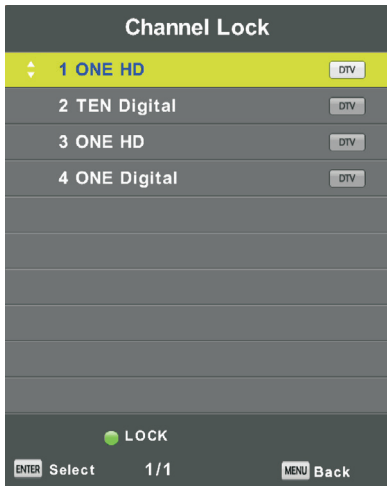 Channel Lock
1 ONE HD DTV
2 TEN Digital DTV
3 ONE HD DTV
4 ONE Digital DTV
LOCK
ENTER Select 1/1 MENU Back